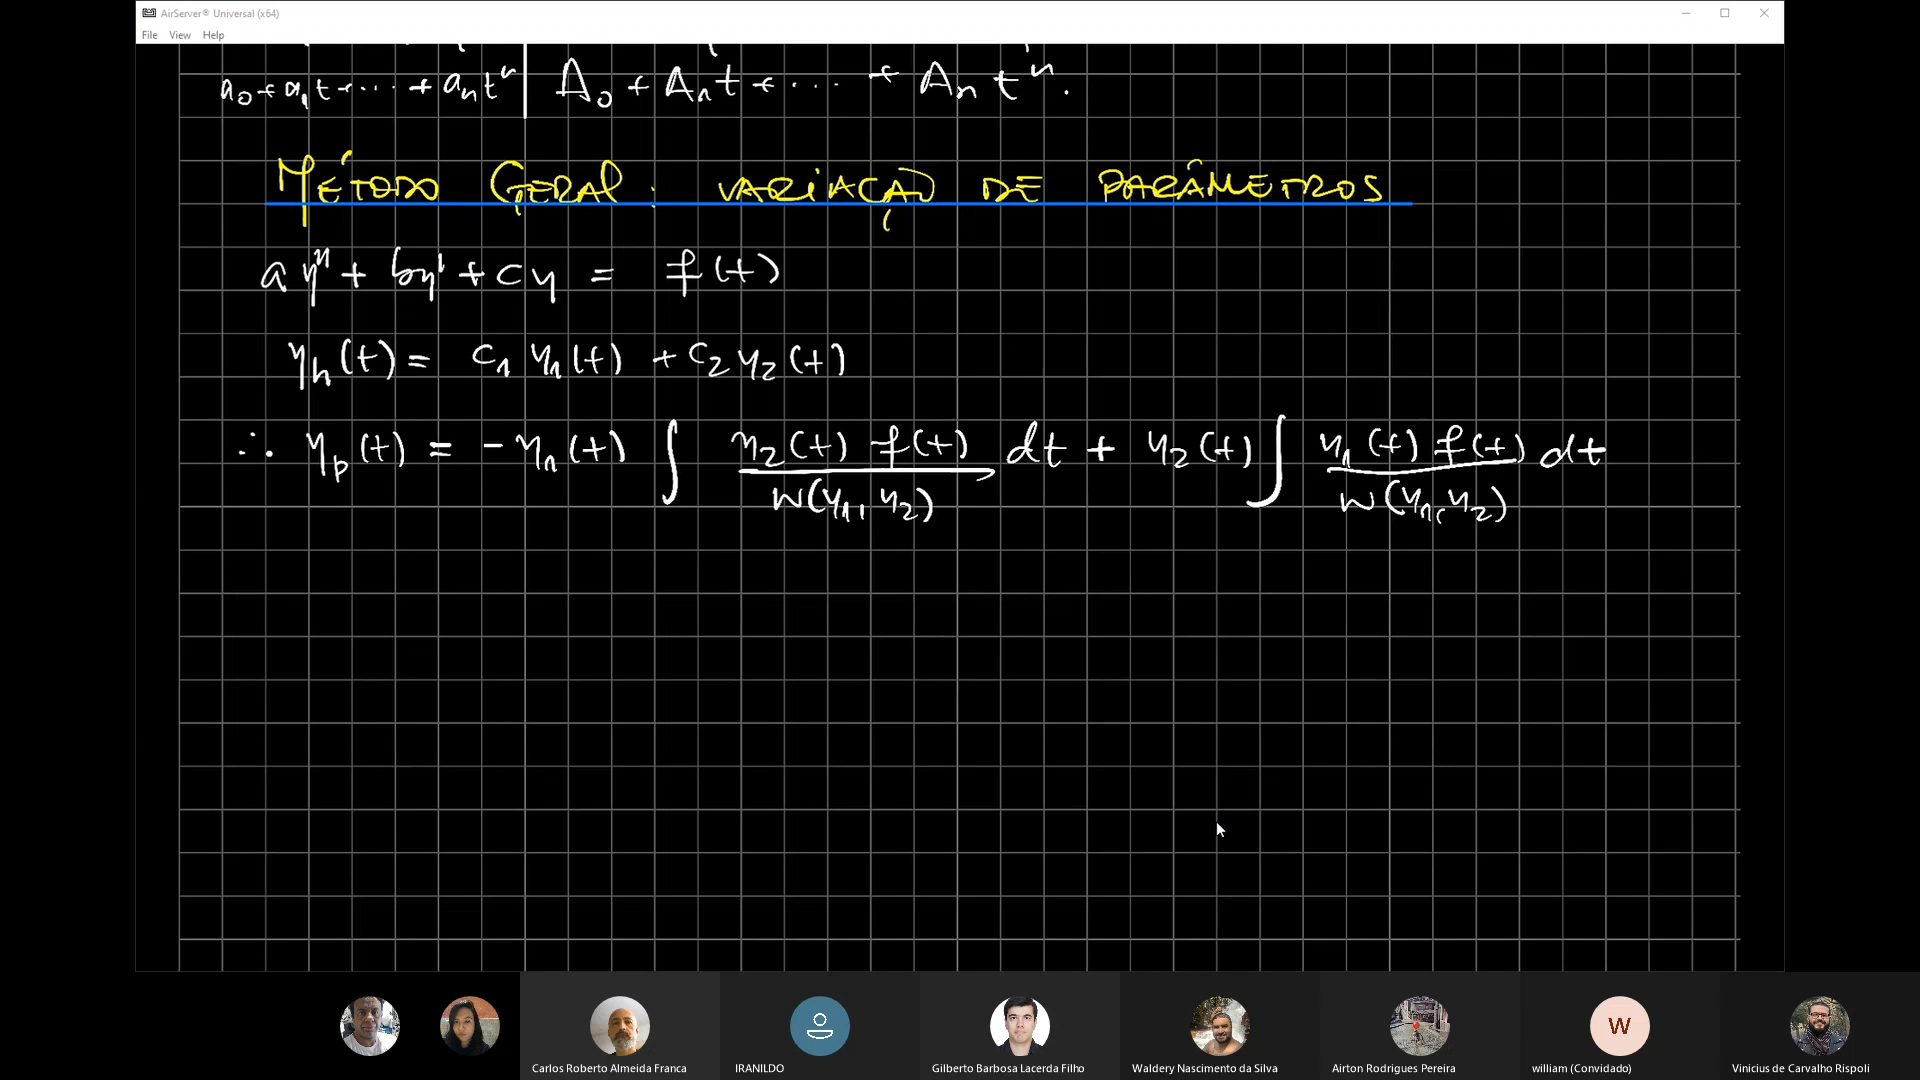 AirServer® Universal (x64)
File View Help
a₀ + a₁t + ... + aₙtⁿ | A₀ + A₁t + ... + Aₙtⁿ.
MÉTODO GERAL: VARIAÇÃO DE PARÂMETROS
ay'' + by' + cy = f(t)
yₕ(t) = c₁y₁(t) + c₂y₂(t)
∴ yₚ(t) = -y₁(t) ∫ y₂(t) f(t) / W(y₁, y₂) dt + y₂(t) ∫ y₁(t) f(t) / W(y₁, y₂) dt
W
Carlos Roberto Almeida Franca
IRANILDO
Gilberto Barbosa Lacerda Filho
Waldery Nascimento da Silva
Airton Rodrigues Pereira
william (Convidado)
Vinicius de Carvalho Rispoli